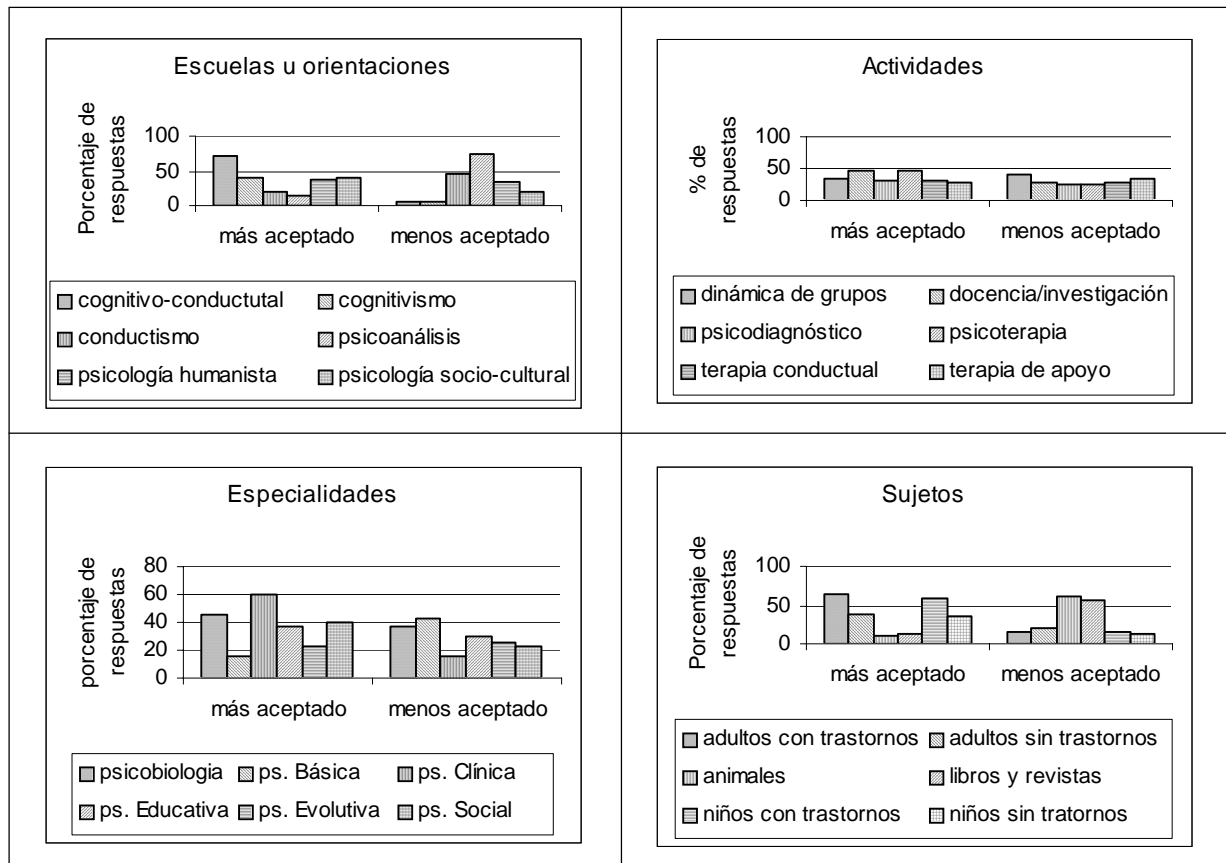 Escuelas u orientaciones
Porcentaje de
respuestas
100
50
0
más aceptado menos aceptado
cognitivo-conductutal cognitivismo
conductismo psicoanálisis
psicología humanista psicología socio-cultural
Actividades
% de
respuestas
100
50
0
más aceptado menos aceptado
dinámica de grupos docencia/investigación
psicodiagnóstico psicoterapia
terapia conductual terapia de apoyo
Especialidades
porcentaje de
respuestas
80
60
40
20
0
más aceptado menos aceptado
psicobiologia ps. Básica ps. Clínica
ps. Educativa ps. Evolutiva ps. Social
Sujetos
Porcentaje de
respuestas
100
50
0
más aceptado menos aceptado
adultos con trastornos adultos sin trastornos
animales libros y revistas
niños con trastornos niños sin tratornos